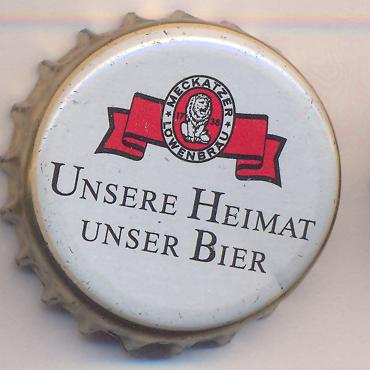 MECKATZER
17 38
LÖWENBRÄU
UNSERE HEIMAT
UNSER BIER